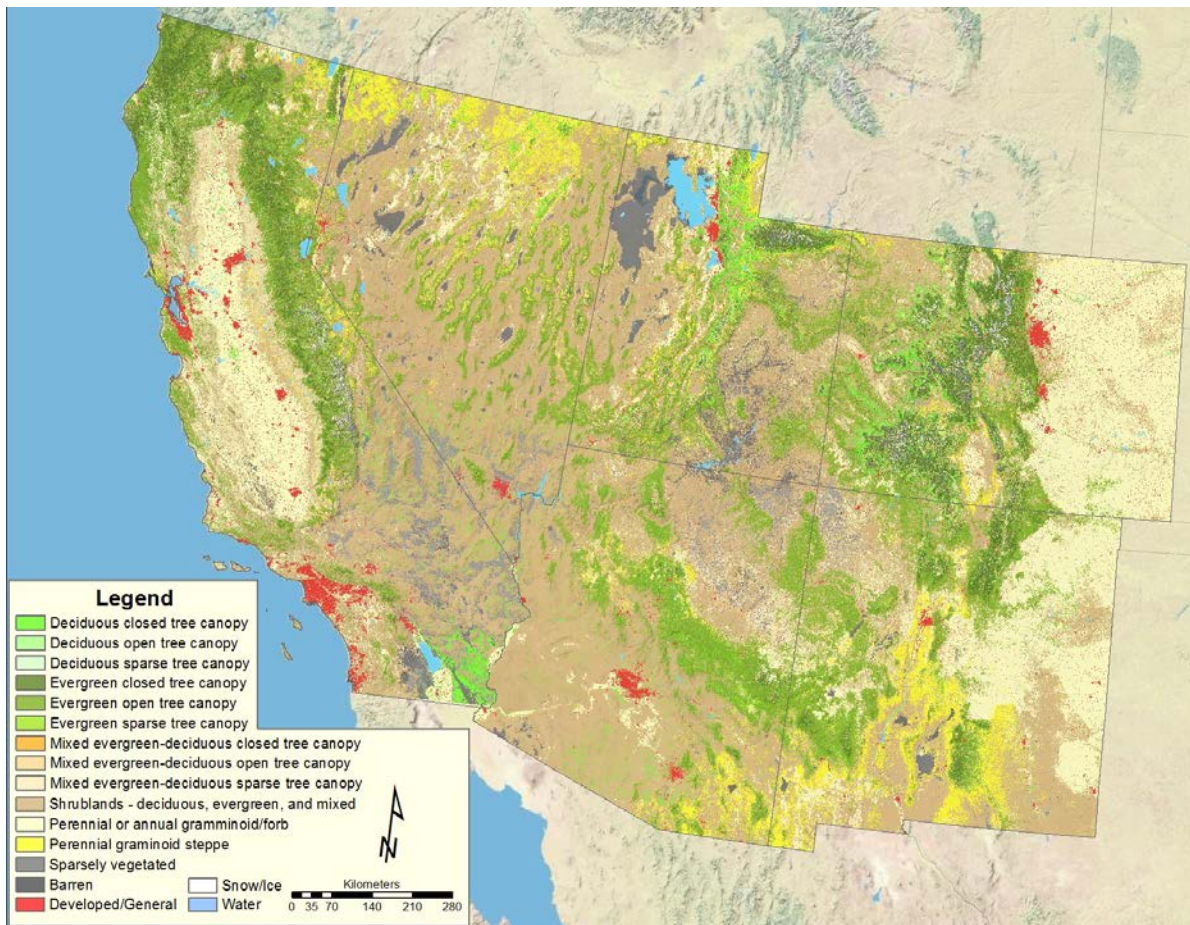 Legend
Deciduous closed tree canopy
Deciduous open tree canopy
Deciduous sparse tree canopy
Evergreen closed tree canopy
Evergreen open tree canopy
Evergreen sparse tree canopy
Mixed evergreen-deciduous closed tree canopy
Mixed evergreen-deciduous open tree canopy
Mixed evergreen-deciduous sparse tree canopy
Shrublands - deciduous, evergreen, and mixed
Perennial or annual gramminoid/forb
Perennial graminoid steppe
Sparsely vegetated
Barren
Developed/General
Snow/Ice
Water
N
Kilometers
0 35 70 140 210 280